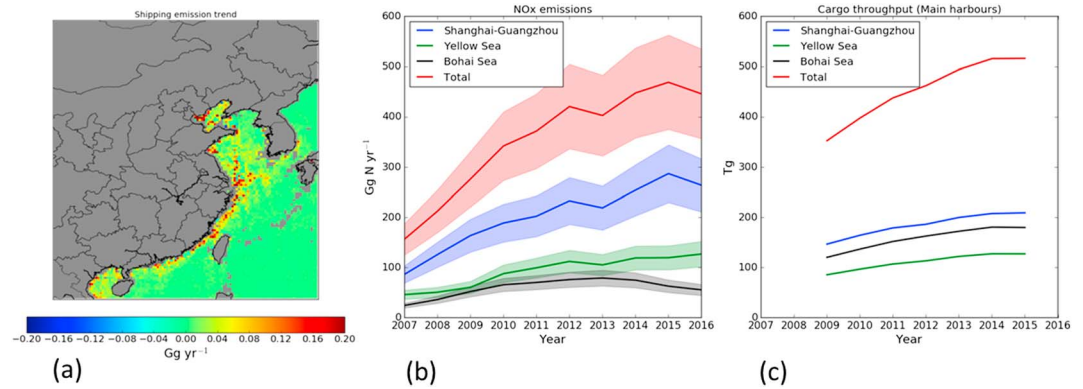 Shipping emission trend
−0.20 −0.16 −0.12 −0.08 −0.04 0.00 0.04 0.08 0.12 0.16 0.20
Gg yr⁻¹
(a)
NOx emissions
Shanghai-Guangzhou
Yellow Sea
Bohai Sea
Total
600
500
400
300
200
100
0
Gg N yr⁻¹
2007 2008 2009 2010 2011 2012 2013 2014 2015 2016
Year
(b)
Cargo throughput (Main harbours)
Shanghai-Guangzhou
Yellow Sea
Bohai Sea
Total
600
500
400
300
200
100
0
Tg
2007 2008 2009 2010 2011 2012 2013 2014 2015 2016
Year
(c)